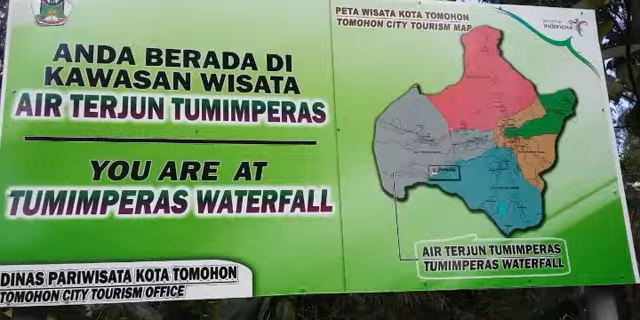 ANDA BERADA DI
KAWASAN WISATA
AIR TERJUN TUMIMPERAS
YOU ARE AT
TUMIMPERAS WATERFALL
DINAS PARIWISATA KOTA TOMOHON
TOMOHON CITY TOURISM OFFICE
PETA WISATA KOTA TOMOHON
TOMOHON CITY TOURISM MAP
indonesia
AIR TERJUN TUMIMPERAS
TUMIMPERAS WATERFALL